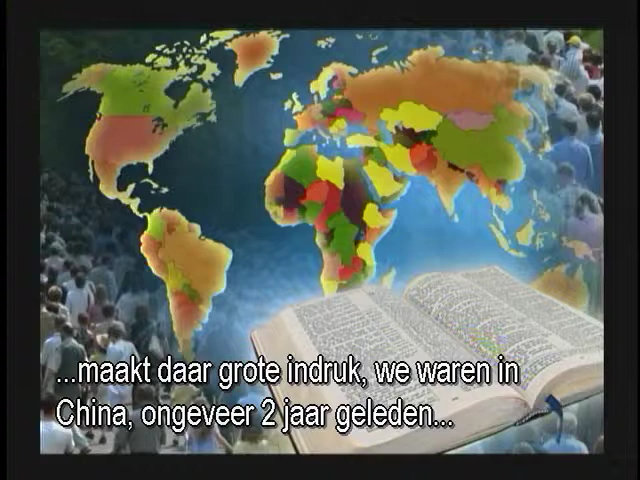 ...maakt daar grote indruk, we waren in
China, ongeveer 2 jaar geleden...